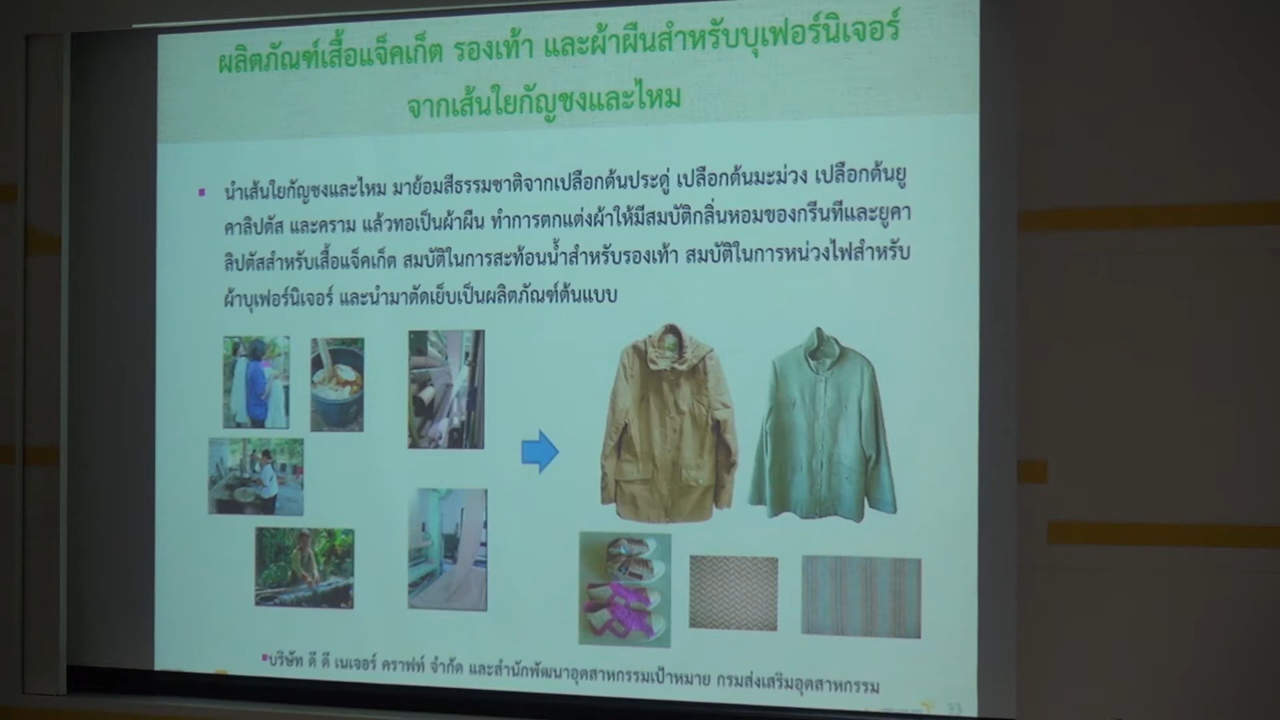 ผลิตภัณฑ์เสื้อแจ็คเก็ต รองเท้า และผ้าผืนสำหรับบุเฟอร์นิเจอร์
จากเส้นใยกัญชงและไหม
▪ นำเส้นใยกัญชงและไหม มาย้อมสีธรรมชาติจากเปลือกต้นประดู่ เปลือกต้นมะม่วง เปลือกต้นยู
คาลิปตัส และคราม แล้วทอเป็นผ้าผืน ทำการตกแต่งผ้าให้มีสมบัติกลิ่นหอมของกรีนทีและยูคา
ลิปตัสสำหรับเสื้อแจ็คเก็ต สมบัติในการสะท้อนน้ำสำหรับรองเท้า สมบัติในการหน่วงไฟสำหรับ
ผ้าบุเฟอร์นิเจอร์ และนำมาตัดเย็บเป็นผลิตภัณฑ์ต้นแบบ
▪บริษัท ดี ดี เนเจอร์ คราฟท์ จำกัด และสำนักพัฒนาอุตสาหกรรมเป้าหมาย กรมส่งเสริมอุตสาหกรรม